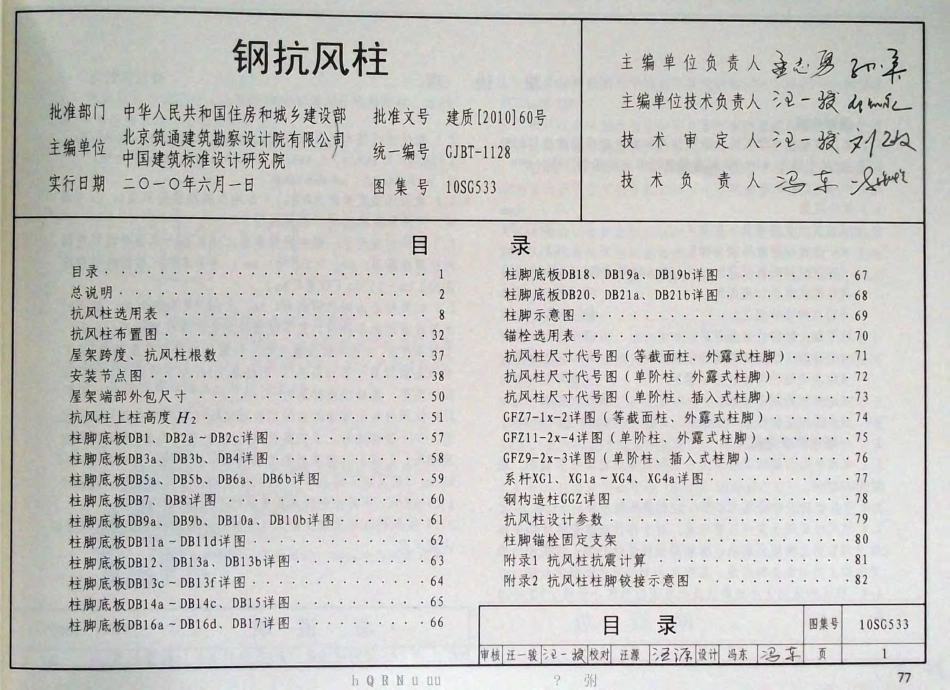 钢抗风柱
批准部门 中华人民共和国住房和城乡建设部 批准文号 建质[2010]60号
主编单位 北京筑通建筑勘察设计院有限公司
中国建筑标准设计研究院
统一编号 GJBT-1128
实行日期 二〇一〇年六月一日 图集号 10SG533
主编单位负责人
主编单位技术负责人 汪一骏
技术审定人 汪一骏
技术负责人 冯东
目录
目录 1
总说明 2
抗风柱选用表 8
抗风柱布置图 32
屋架跨度、抗风柱根数 37
安装节点图 38
屋架端部外包尺寸 50
抗风柱上柱高度H2 51
柱脚底板DB1、DB2a~DB2c详图 57
柱脚底板DB3a、DB3b、DB4详图 58
柱脚底板DB5a、DB5b、DB6a、DB6b详图 59
柱脚底板DB7、DB8详图 60
柱脚底板DB9a、DB9b、DB10a、DB10b详图 61
柱脚底板DB11a~DB11d详图 62
柱脚底板DB12、DB13a、DB13b详图 63
柱脚底板DB13c~DB13f详图 64
柱脚底板DB14a~DB14c、DB15详图 65
柱脚底板DB16a~DB16d、DB17详图 66
柱脚底板DB18、DB19a、DB19b详图 67
柱脚底板DB20、DB21a、DB21b详图 68
柱脚示意图 69
锚栓选用表 70
抗风柱尺寸代号图(等截面柱、外露式柱脚) 71
抗风柱尺寸代号图(单阶柱、外露式柱脚) 72
抗风柱尺寸代号图(单阶柱、插入式柱脚) 73
GFZ7-1x-2详图(等截面柱、外露式柱脚) 74
GFZ11-2x-4详图(单阶柱、外露式柱脚) 75
GFZ9-2x-3详图(单阶柱、插入式柱脚) 76
系杆XG1、XG1a~XG4、XG4a详图 77
钢构造柱GGZ详图 78
抗风柱设计参数 79
柱脚锚栓固定支架 80
附录1 抗风柱抗震计算 81
附录2 抗风柱柱脚铰接示意图 82
目录 图集号 10SG533
审核 汪一骏 汪一骏 校对 汪源 汪源 设计 冯东 冯东 页 1
77